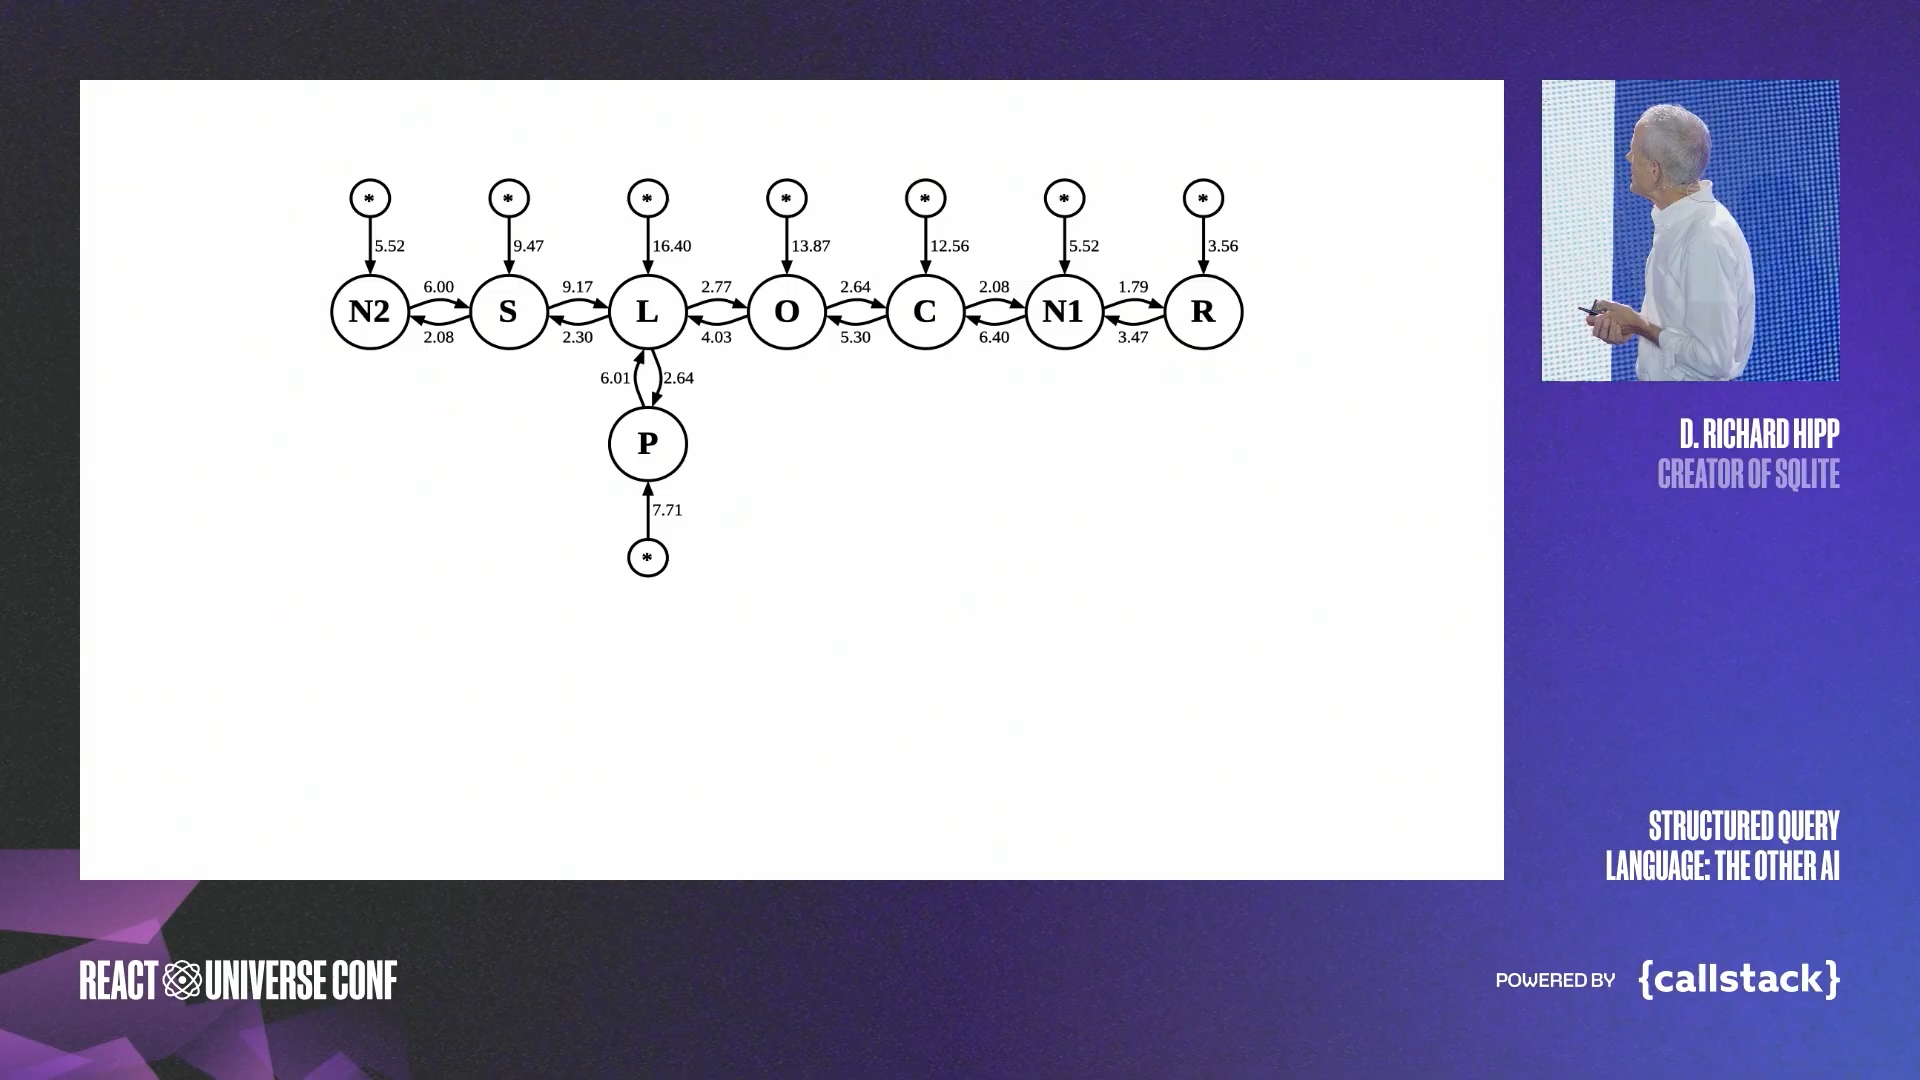 * * * * * * *
5.52 9.47 16.40 13.87 12.56 5.52 3.56
6.00 9.17 2.77 2.64 2.08 1.79
N2 S L O C N1 R
2.08 2.30 4.03 5.30 6.40 3.47
6.01 2.64
P
7.71
*
D. RICHARD HIPP
CREATOR OF SQLITE
STRUCTURED QUERY
LANGUAGE: THE OTHER AI
REACT UNIVERSE CONF
POWERED BY {callstack}